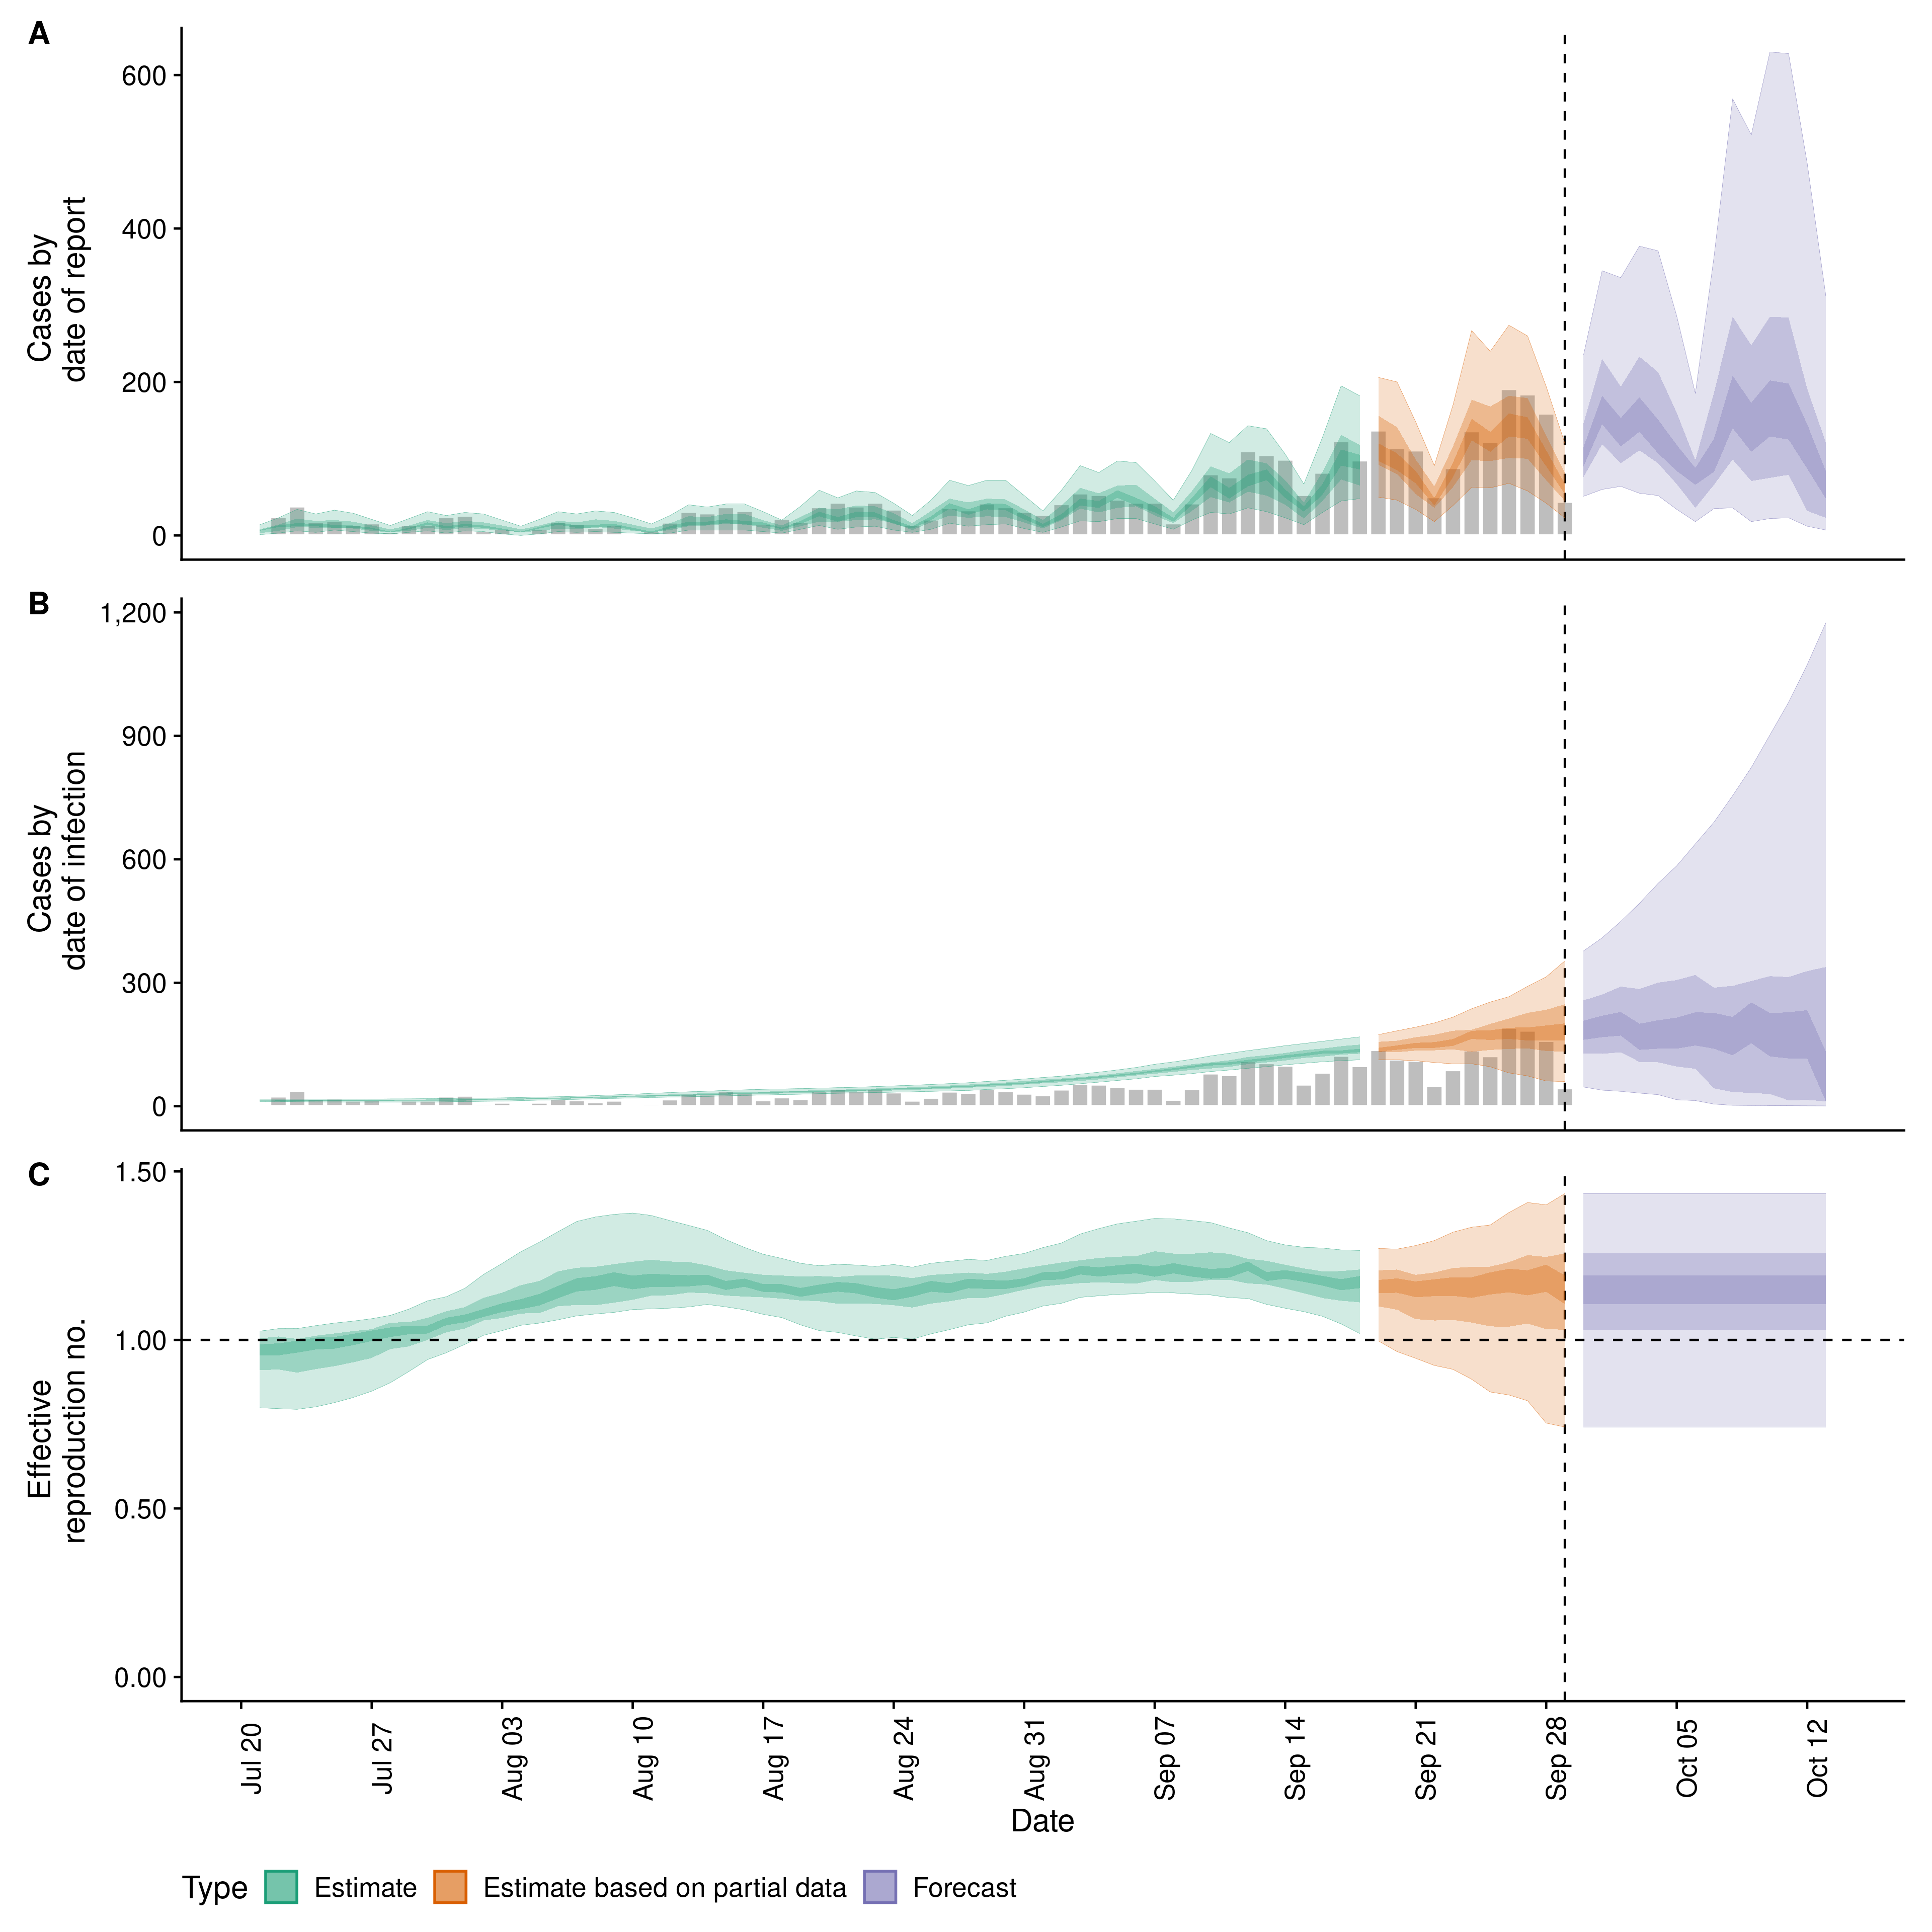 A
600
400
200
0
Cases by
date of report
B
1,200
900
600
300
0
Cases by
date of infection
C
1.50
1.00
0.50
0.00
Effective
reproduction no.
Jul 20
Jul 27
Aug 03
Aug 10
Aug 17
Aug 24
Aug 31
Sep 07
Sep 14
Sep 21
Sep 28
Oct 05
Oct 12
Date
Type Estimate Estimate based on partial data Forecast